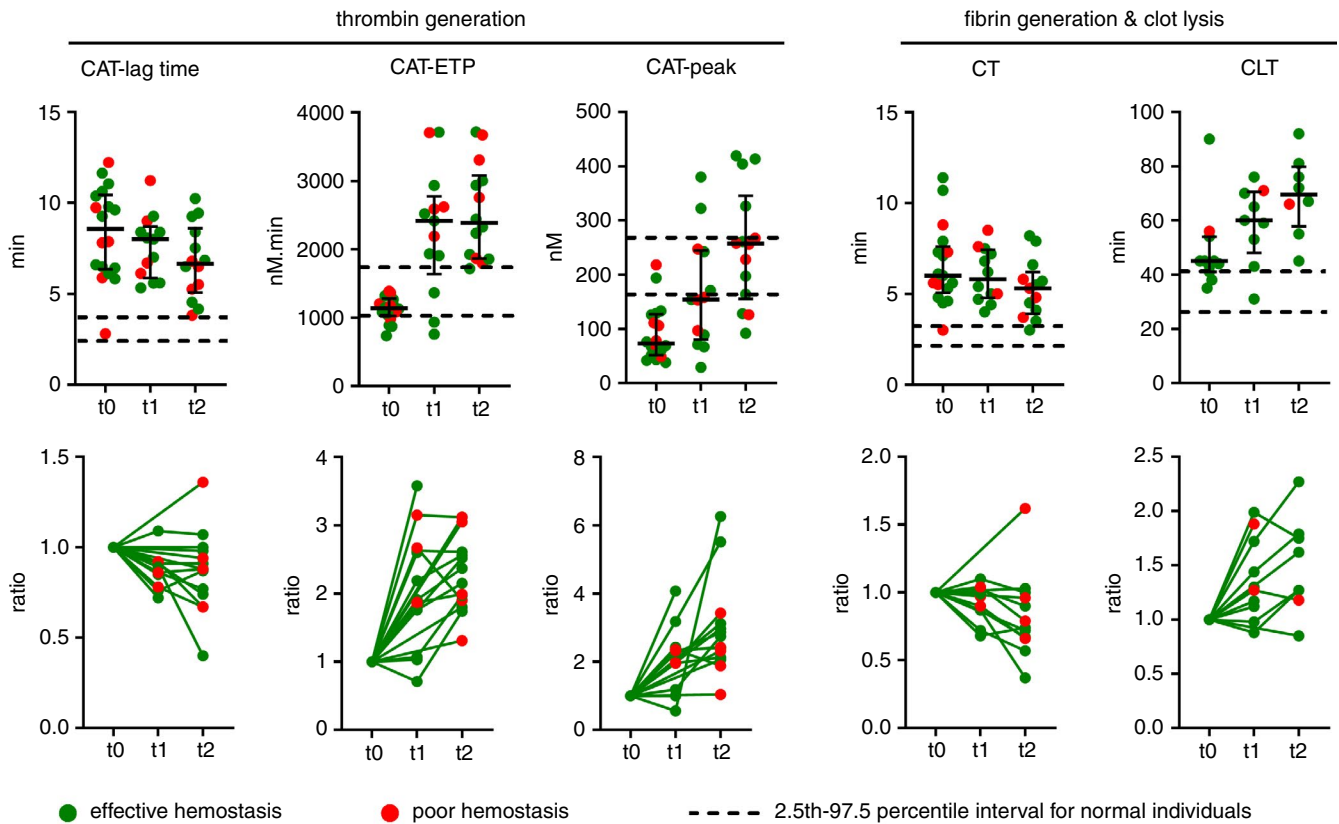 thrombin generation
fibrin generation & clot lysis
CAT-lag time
CAT-ETP
CAT-peak
CT
CLT
min
15
10
5
0
t0 t1 t2
nM.min
4000
3000
2000
1000
0
t0 t1 t2
nM
500
400
300
200
100
0
t0 t1 t2
min
15
10
5
0
t0 t1 t2
min
100
80
60
40
20
0
t0 t1 t2
ratio
1.5
1.0
0.5
0.0
t0 t1 t2
ratio
4
3
2
1
0
t0 t1 t2
ratio
8
6
4
2
0
t0 t1 t2
ratio
2.0
1.5
1.0
0.5
0.0
t0 t1 t2
ratio
2.5
2.0
1.5
1.0
0.5
0.0
t0 t1 t2
effective hemostasis
poor hemostasis
2.5th-97.5 percentile interval for normal individuals